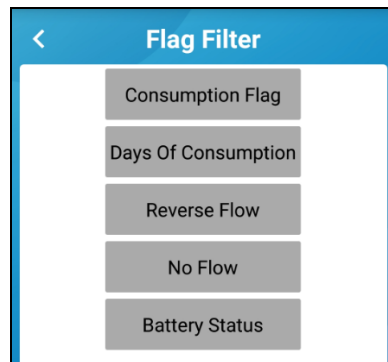 Flag Filter
Consumption Flag
Days Of Consumption
Reverse Flow
No Flow
Battery Status